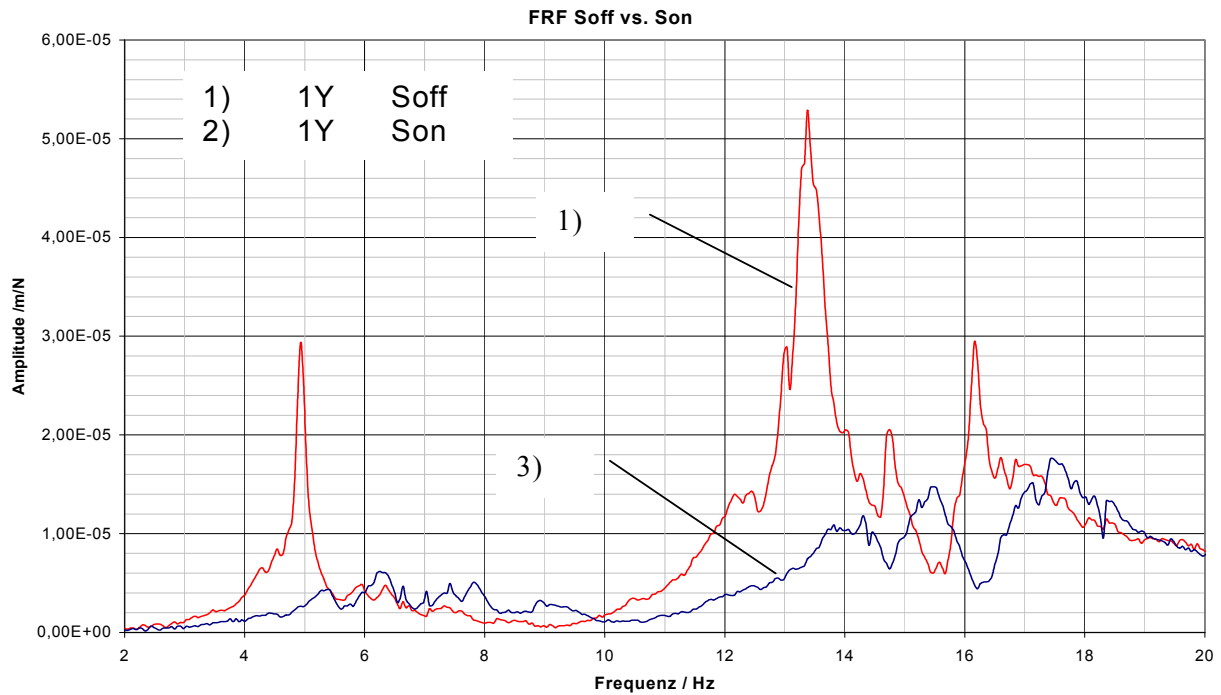 FRF Soff vs. Son
6,00E-05
5,00E-05
4,00E-05
3,00E-05
2,00E-05
1,00E-05
0,00E+00
Amplitude /m/N
1) 1Y Soff
2) 1Y Son
1)
3)
2 4 6 8 10 12 14 16 18 20
Frequenz / Hz